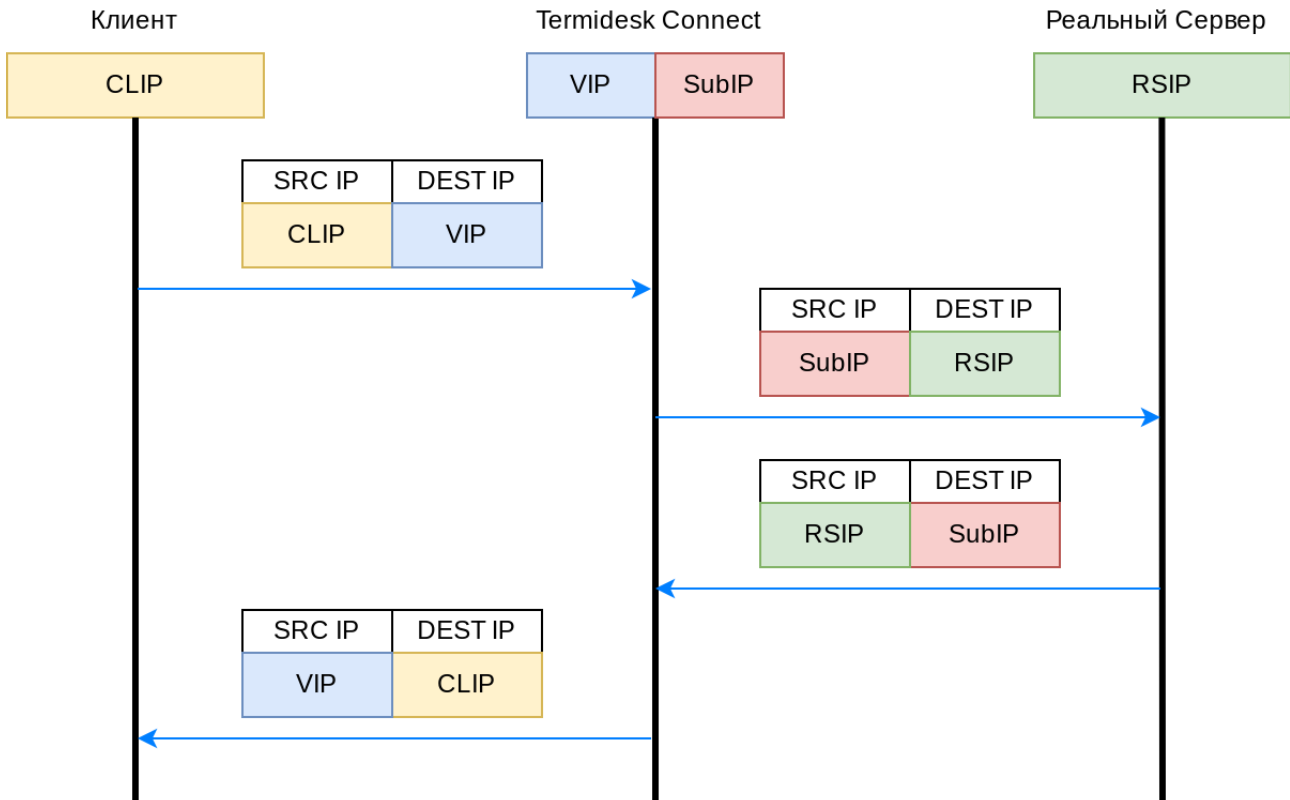 Клиент
Termidesk Connect
Реальный Сервер
CLIP
VIP
SubIP
RSIP
SRC IP
DEST IP
CLIP
VIP
SRC IP
DEST IP
SubIP
RSIP
SRC IP
DEST IP
RSIP
SubIP
SRC IP
DEST IP
VIP
CLIP